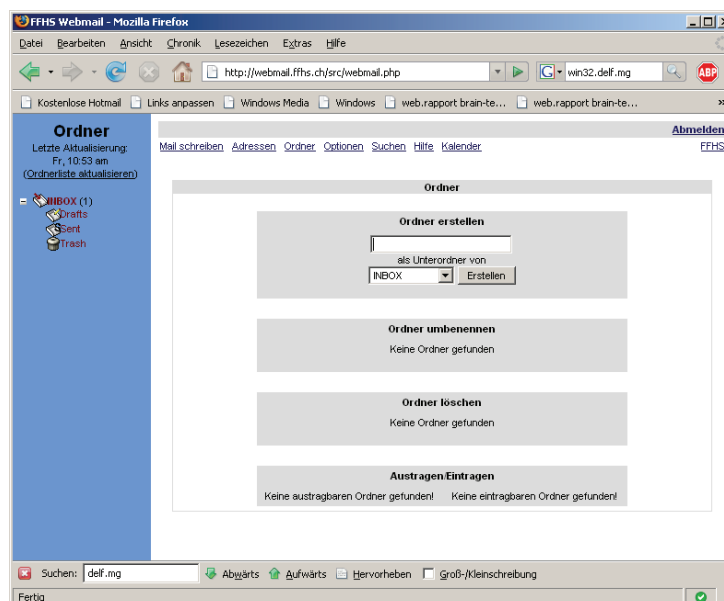 FFHS Webmail - Mozilla Firefox
Datei Bearbeiten Ansicht Chronik Lesezeichen Extras Hilfe
http://webmail.ffhs.ch/src/webmail.php G win32.delf.mg ABP
Kostenlose Hotmail Links anpassen Windows Media Windows web.rapport brain-te... web.rapport brain-te... »
Ordner
Letzte Aktualisierung:
Fr, 10:53 am
(Ordnerliste aktualisieren)
INBOX (1)
Drafts
Sent
Trash
Abmelden
Mail schreiben Adressen Ordner Optionen Suchen Hilfe Kalender FFHS
Ordner
Ordner erstellen
als Unterordner von
INBOX Erstellen
Ordner umbenennen
Keine Ordner gefunden
Ordner löschen
Keine Ordner gefunden
Austragen/Eintragen
Keine austragbaren Ordner gefunden! Keine eintragbaren Ordner gefunden!
Suchen: delf.mg Abwärts Aufwärts Hervorheben Groß-/Kleinschreibung
Fertig